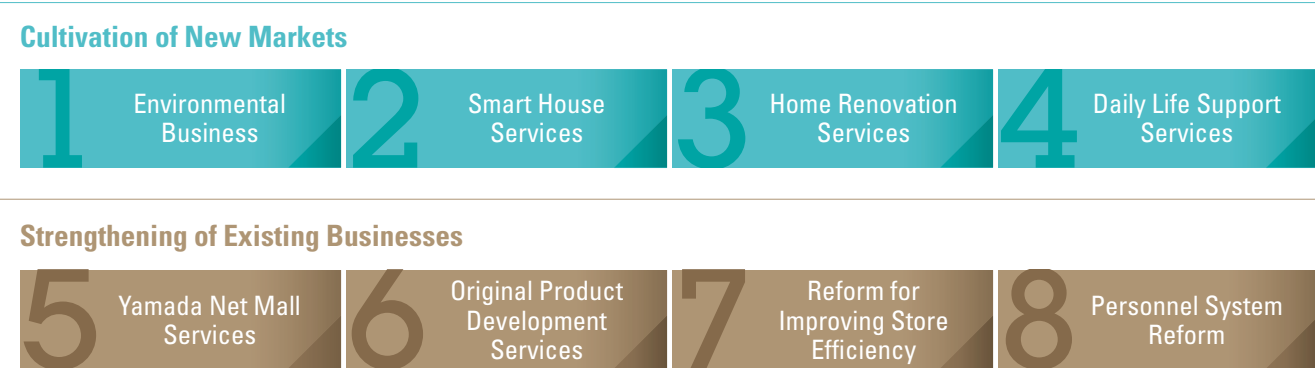 Cultivation of New Markets
1
Environmental
Business
2
Smart House
Services
3
Home Renovation
Services
4
Daily Life Support
Services
Strengthening of Existing Businesses
5
Yamada Net Mall
Services
6
Original Product
Development
Services
7
Reform for
Improving Store
Efficiency
8
Personnel System
Reform